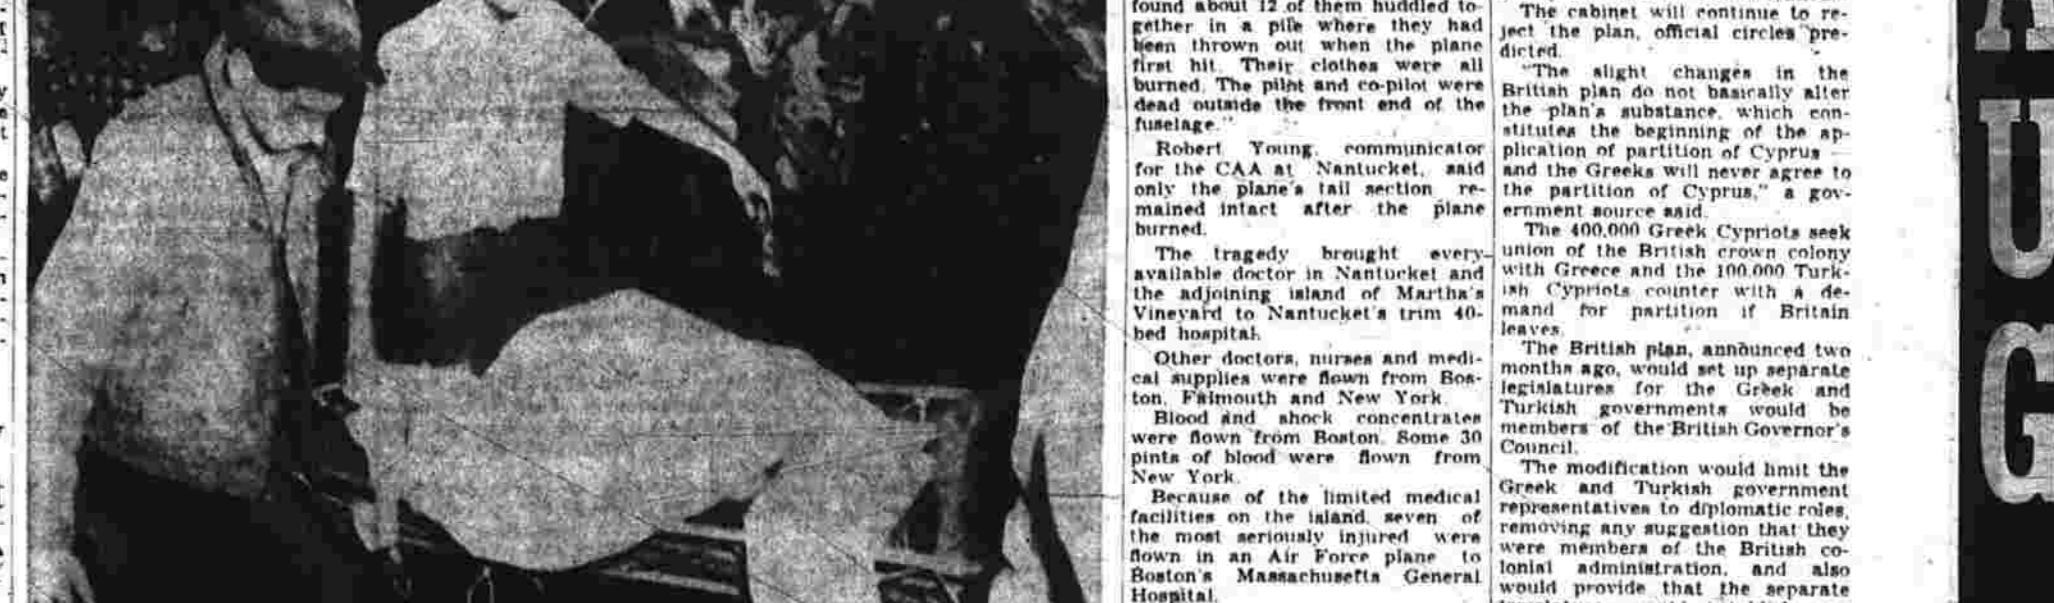 found about 12 of them huddled to-
gether in a pile where they had
been thrown out when the plane
first hit. Their clothes were all
burned. The pilot and co-pilot were
dead outside the front end of the
fuselage."
Robert Young, communicator
for the CAA at Nantucket, said
only the plane's tail section re-
mained intact after the plane
burned.
The tragedy brought every
available doctor in Nantucket and
the adjoining island of Martha's
Vineyard to Nantucket's trim 40-
bed hospital.
Other doctors, nurses and medi-
cal supplies were flown from Bos-
ton, Falmouth and New York.
Blood and shock concentrates
were flown from Boston. Some 30
pints of blood were flown from
New York.
Because of the limited medical
facilities on the island, seven of
the most seriously injured were
flown in an Air Force plane to
Boston's Massachusetts General
Hospital.
The cabinet will continue to re-
ject the plan, official circles pre-
dicted.
"The slight changes in the
British plan do not basically alter
the plan's substance, which con-
stitutes the beginning of the ap-
plication of partition of Cyprus —
and the Greeks will never agree to
the partition of Cyprus," a gov-
ernment source said.
The 400,000 Greek Cypriots seek
union of the British crown colony
with Greece and the 100,000 Turk-
ish Cypriots counter with a de-
mand for partition if Britain
leaves.
The British plan, announced two
months ago, would set up separate
legislatures for the Greek and
Turkish governments would be
members of the British Governor's
Council.
The modification would limit the
Greek and Turkish government
representatives to diplomatic roles,
removing any suggestion that they
were members of the British co-
lonial administration, and also
would provide that the separate
AUG